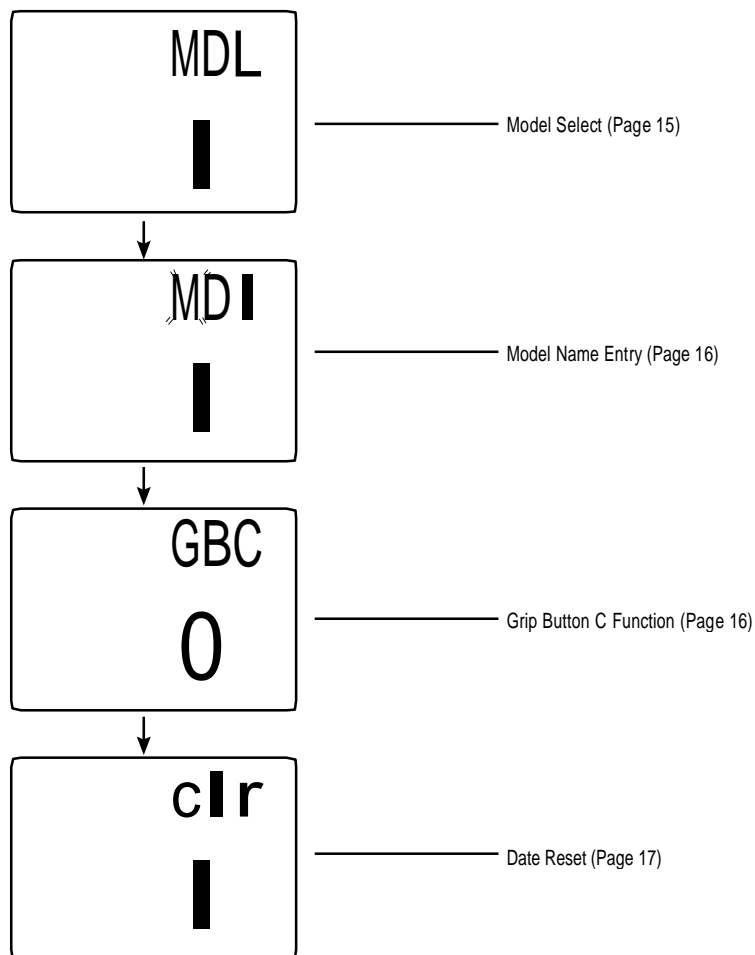 MDL
1
Model Select (Page 15)
MD1
1
Model Name Entry (Page 16)
GBC
0
Grip Button C Function (Page 16)
clr
1
Date Reset (Page 17)